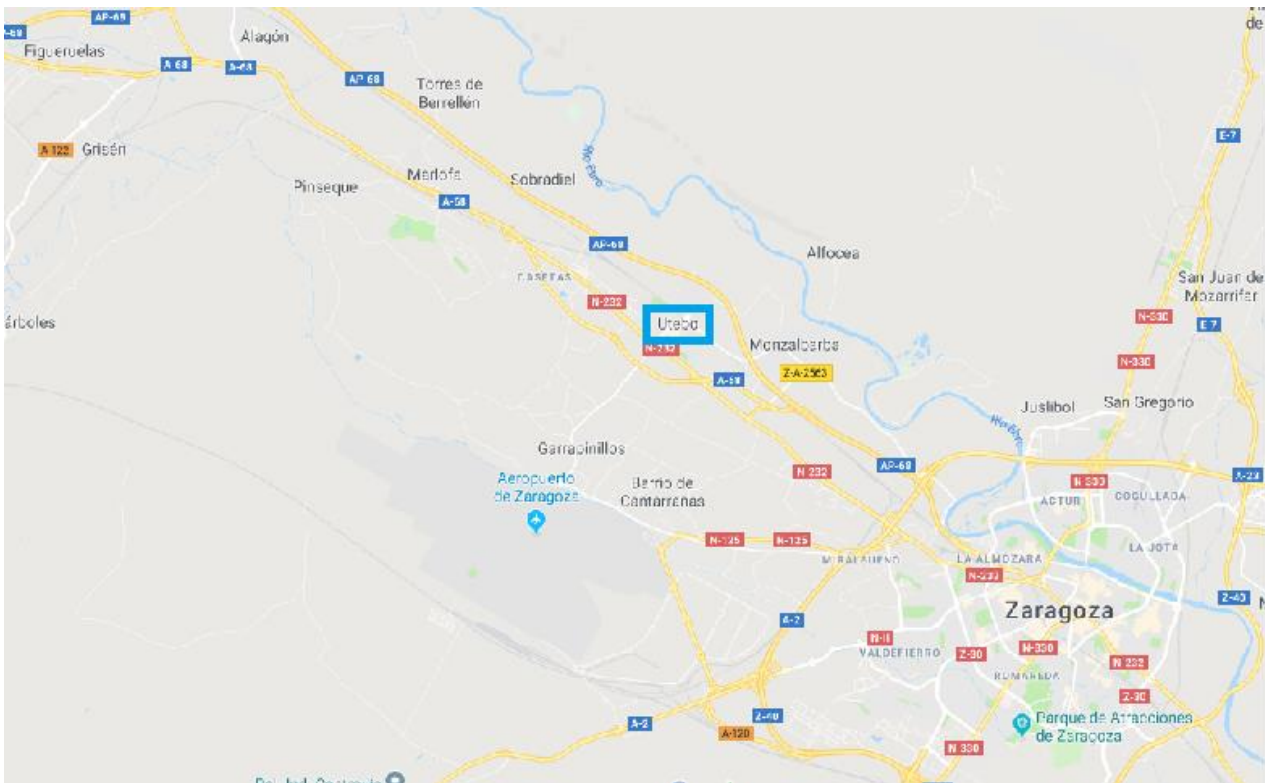 AP-68
Alagón
Figueruelas
A 68
A-68
AP 68
Torres de
Berrellén
E-7
A 122
Grisén
Marlofa
Sobradiel
Pinseque
AP-68
Alfocea
CASETAS
San Juan de
Mozarrifar
N-232
N-330
E 7
árboles
Utebo
N-232
Monzalbarba
N-330
Z-A-2563
Juslibol
San Gregorio
Garrapinillos
AP-68
N 232
A-23
Aeropuerto
de Zaragoza
Barrio de
Cantarranas
N 330
ACTUR
COGULLADA
N-125
N-125
MIRALBUENO
LA ALMOZARA
LA JOTA
N-232
Z-40
Zaragoza
A-2
N-II
VALDEFIERRO
Z-30
N-330
ROMAREDA
N 232
Z-30
A-2
Z-40
A-120
Parque de Atracciones
de Zaragoza
N 330